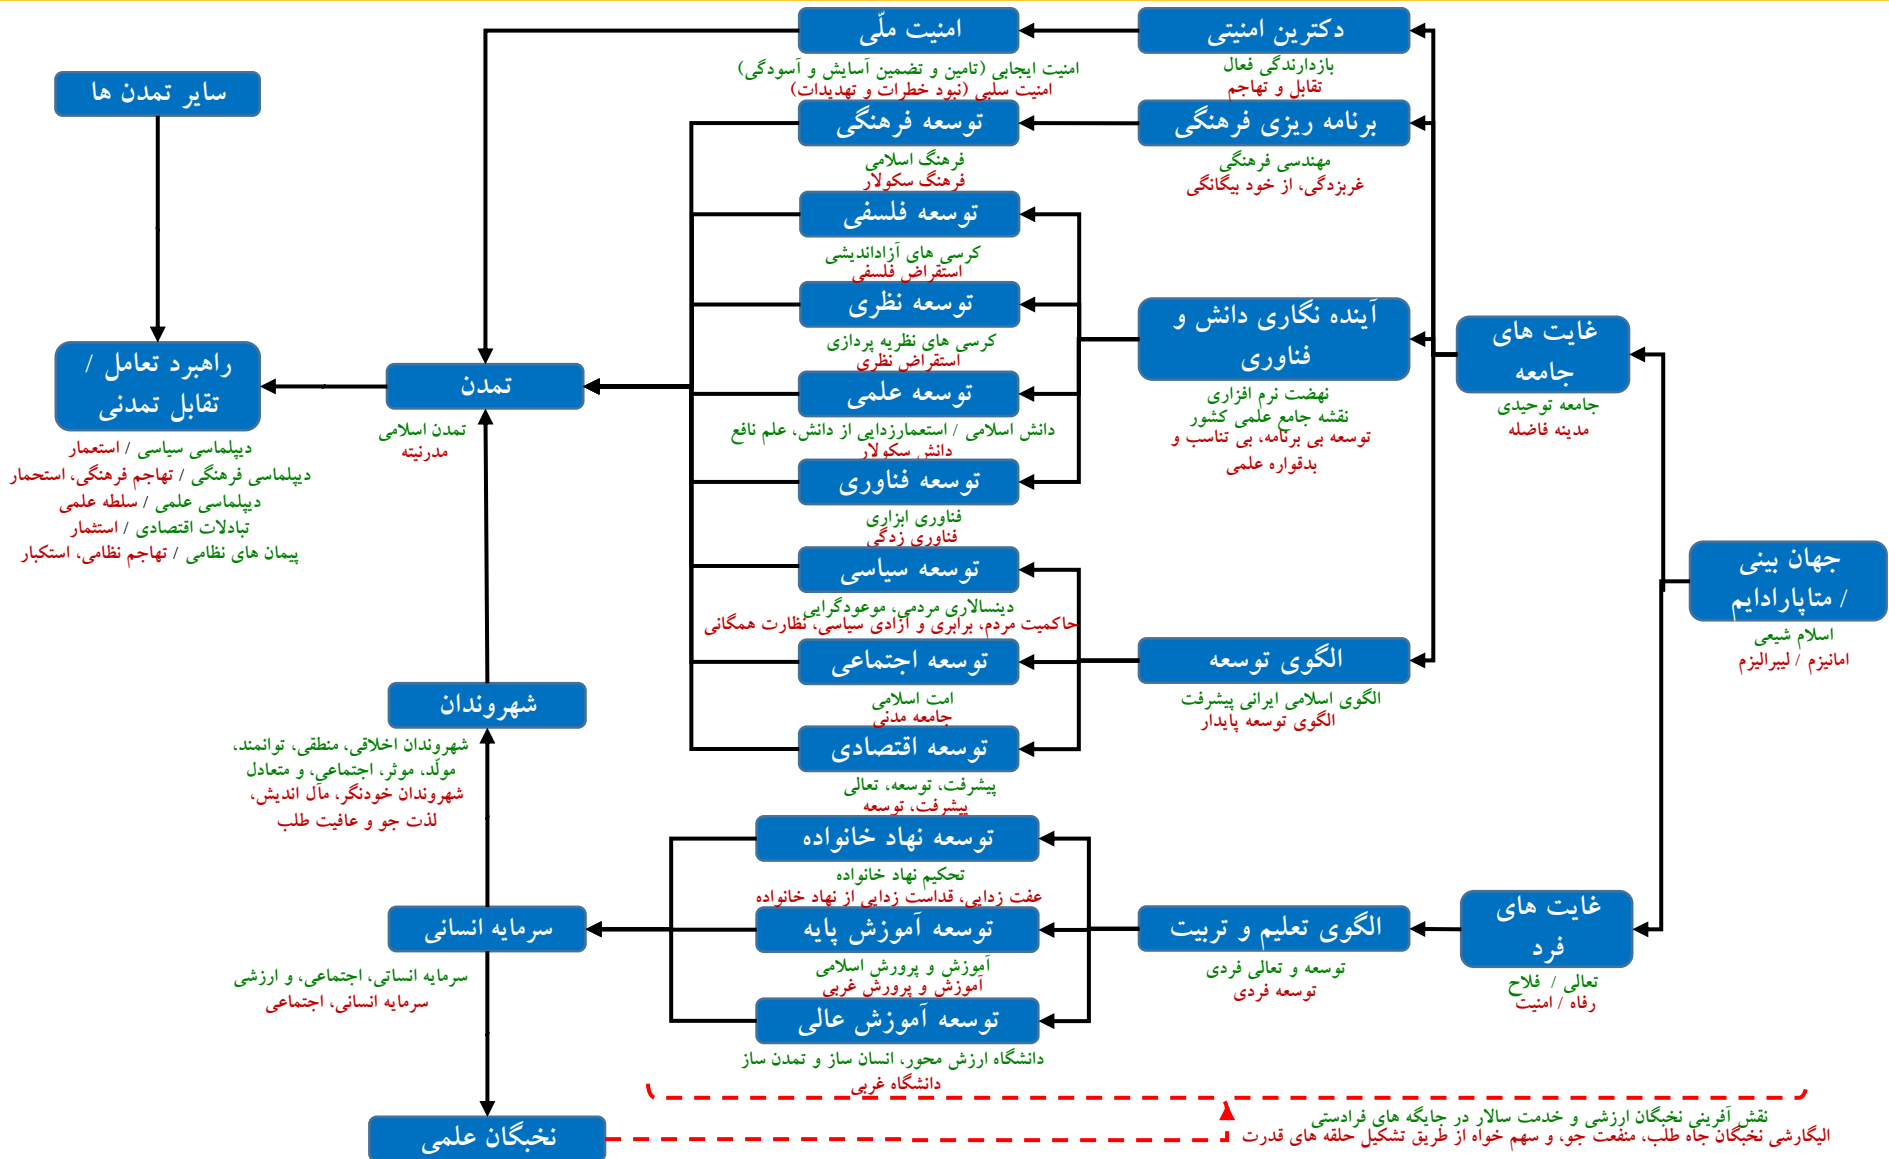 دکترین امنیتی
بازدارندگی فعال
تقابل و تهاجم
امنیت ملّی
امنیت ایجابی (تامین و تضمین آسایش و آسودگی)
امنیت سلبی (نبود خطرات و تهدیدات)
سایر تمدن ها
برنامه ریزی فرهنگی
مهندسی فرهنگی
غربزدگی، از خود بیگانگی
توسعه فرهنگی
فرهنگ اسلامی
فرهنگ سکولار
توسعه فلسفی
کرسی های آزاداندیشی
استقراض فلسفی
توسعه نظری
کرسی های نظریه پردازی
استقراض نظری
توسعه علمی
دانش اسلامی / استعمارزدایی از دانش، علم نافع
دانش سکولار
توسعه فناوری
فناوری ابزاری
فناوری زدگی
آینده نگاری دانش و
فناوری
نهضت نرم افزاری
نقشه جامع علمی کشور
توسعه بی برنامه، بی تناسب و
بدقواره علمی
غایت های
جامعه
جامعه توحیدی
مدینه فاضله
تمدن
تمدن اسلامی
مدرنیته
راهبرد تعامل /
تقابل تمدنی
دیپلماسی سیاسی / استعمار
دیپلماسی فرهنگی / تهاجم فرهنگی، استحمار
دیپلماسی علمی / سلطه علمی
تبادلات اقتصادی / استثمار
پیمان های نظامی / تهاجم نظامی، استکبار
جهان بینی
/ متاپارادایم
اسلام شیعی
امانیزم / لیبرالیزم
توسعه سیاسی
دینسالاری مردمی، موعودگرایی
حاکمیت مردم، برابری و آزادی سیاسی، نظارت همگانی
الگوی توسعه
الگوی اسلامی ایرانی پیشرفت
الگوی توسعه پایدار
توسعه اجتماعی
امت اسلامی
جامعه مدنی
توسعه اقتصادی
پیشرفت، توسعه، تعالی
پیشرفت، توسعه
شهروندان
شهروندان اخلاقی، منطقی، توانمند،
مولّد، موثر، اجتماعی، و متعادل
شهروندان خودنگر، مآل اندیش،
لذت جو و عافیت طلب
غایت های
فرد
تعالی / فلاح
رفاه / امنیت
الگوی تعلیم و تربیت
توسعه و تعالی فردی
توسعه فردی
توسعه نهاد خانواده
تحکیم نهاد خانواده
عفت زدایی، قداست زدایی از نهاد خانواده
توسعه آموزش پایه
آموزش و پرورش اسلامی
آموزش و پرورش غربی
توسعه آموزش عالی
دانشگاه ارزش محور، انسان ساز و تمدن ساز
دانشگاه غربی
سرمایه انسانی
سرمایه انساتی، اجتماعی، و ارزشی
سرمایه انسانی، اجتماعی
نخبگان علمی
نقش آفرینی نخبگان ارزشی و خدمت سالار در جایگه های فرادستی
الیگارشی نخبگان جاه طلب، منفعت جو، و سهم خواه از طریق تشکیل حلقه های قدرت